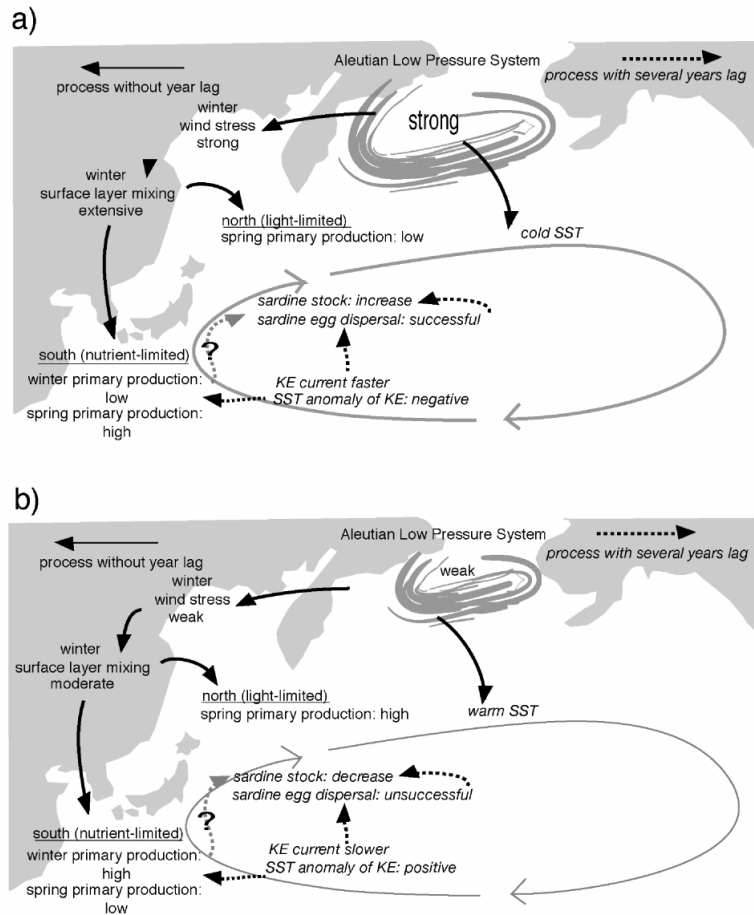 a)
Aleutian Low Pressure System
process without year lag
process with several years lag
winter
wind stress
strong
strong
winter
surface layer mixing
extensive
north (light-limited)
spring primary production: low
cold SST
sardine stock: increase
sardine egg dispersal: successful
?
south (nutrient-limited)
winter primary production:
low
spring primary production:
high
KE current faster
SST anomaly of KE: negative
b)
Aleutian Low Pressure System
process without year lag
process with several years lag
winter
wind stress
weak
weak
winter
surface layer mixing
moderate
north (light-limited)
spring primary production: high
warm SST
sardine stock: decrease
sardine egg dispersal: unsuccessful
?
south (nutrient-limited)
winter primary production:
high
spring primary production:
low
KE current slower
SST anomaly of KE: positive